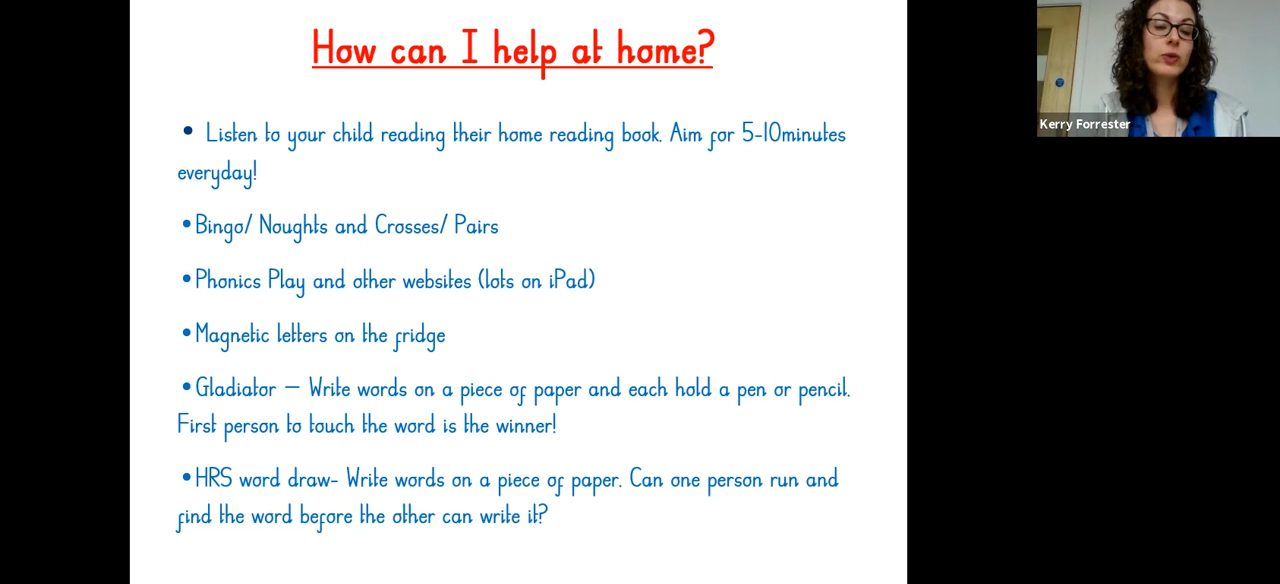 How can I help at home?
• Listen to your child reading their home reading book. Aim for 5-10minutes
everyday!
•Bingo/ Noughts and Crosses/ Pairs
•Phonics Play and other websites (lots on iPad)
•Magnetic letters on the fridge
•Gladiator – Write words on a piece of paper and each hold a pen or pencil.
First person to touch the word is the winner!
•HRS word draw- Write words on a piece of paper. Can one person run and
find the word before the other can write it?
Kerry Forrester